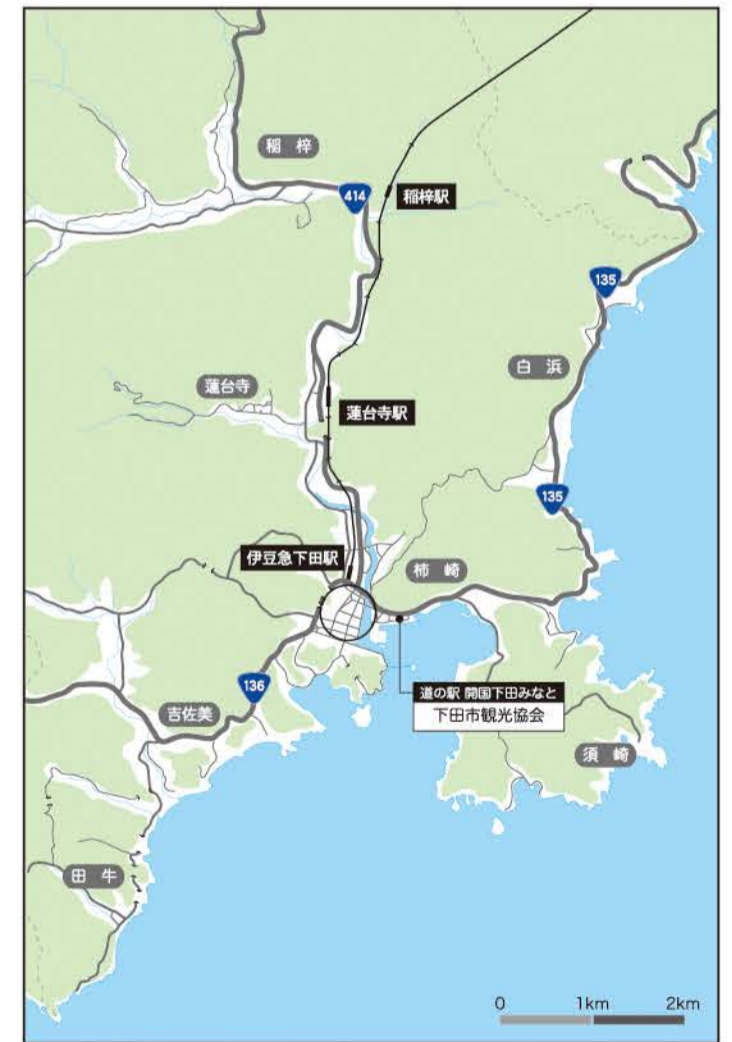 稲梓
414
稲梓駅
135
白浜
蓮台寺
蓮台寺駅
135
伊豆急下田駅
柿崎
136
道の駅 開国下田みなと
下田市観光協会
吉佐美
須崎
田牛
0 1km 2km